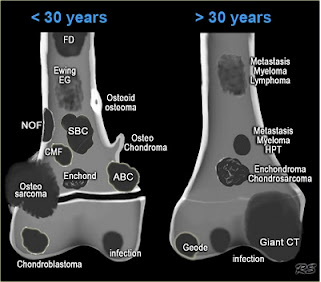 < 30 years
> 30 years
FD
Ewing
EG
Osteoid
osteoma
NOF
SBC
Osteo
Chondroma
CMF
Enchond
ABC
Osteo
sarcoma
infection
Chondroblastoma
Metastasis
Myeloma
Lymphoma
Metastasis
Myeloma
HPT
Enchondroma
Chondrosarcoma
Geode
infection
Giant CT
RS